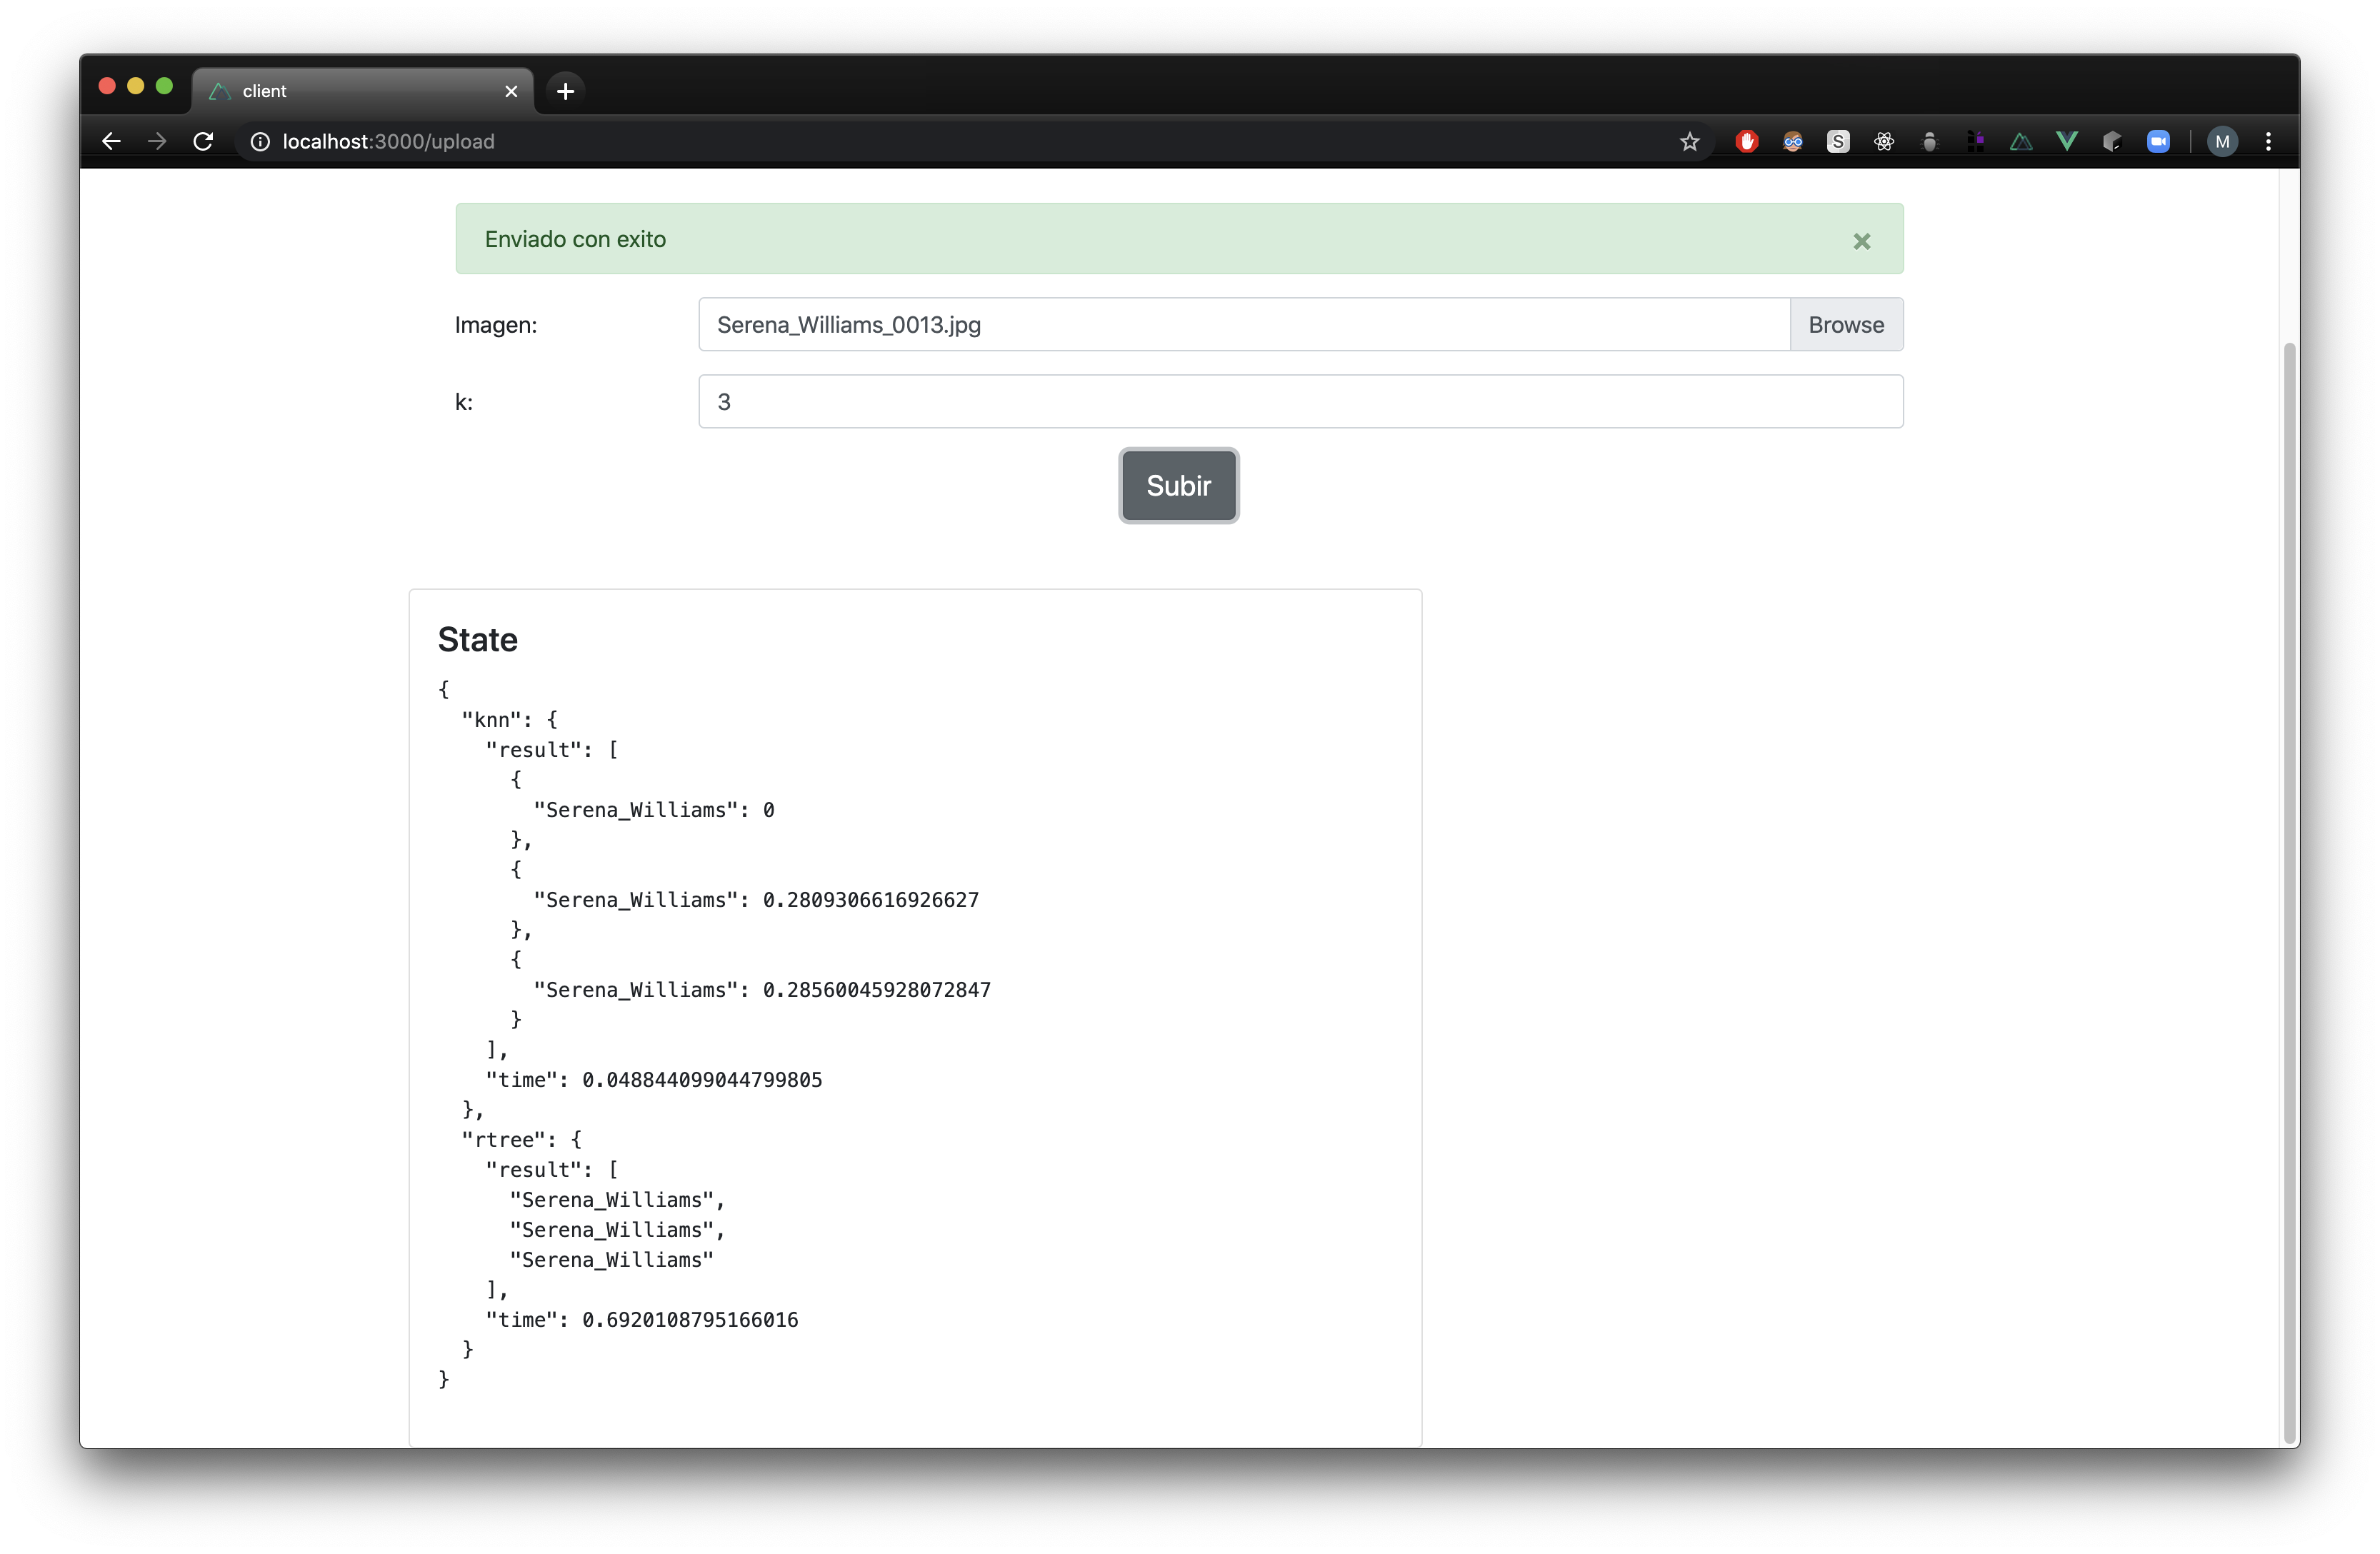 client
localhost:3000/upload
S
M
Enviado con exito
Imagen:
Serena_Williams_0013.jpg
Browse
k:
3
Subir
State
{
"knn": {
"result": [
{
"Serena_Williams": 0
},
{
"Serena_Williams": 0.2809306616926627
},
{
"Serena_Williams": 0.28560045928072847
}
],
"time": 0.048844099044799805
},
"rtree": {
"result": [
"Serena_Williams",
"Serena_Williams",
"Serena_Williams"
],
"time": 0.6920108795166016
}
}